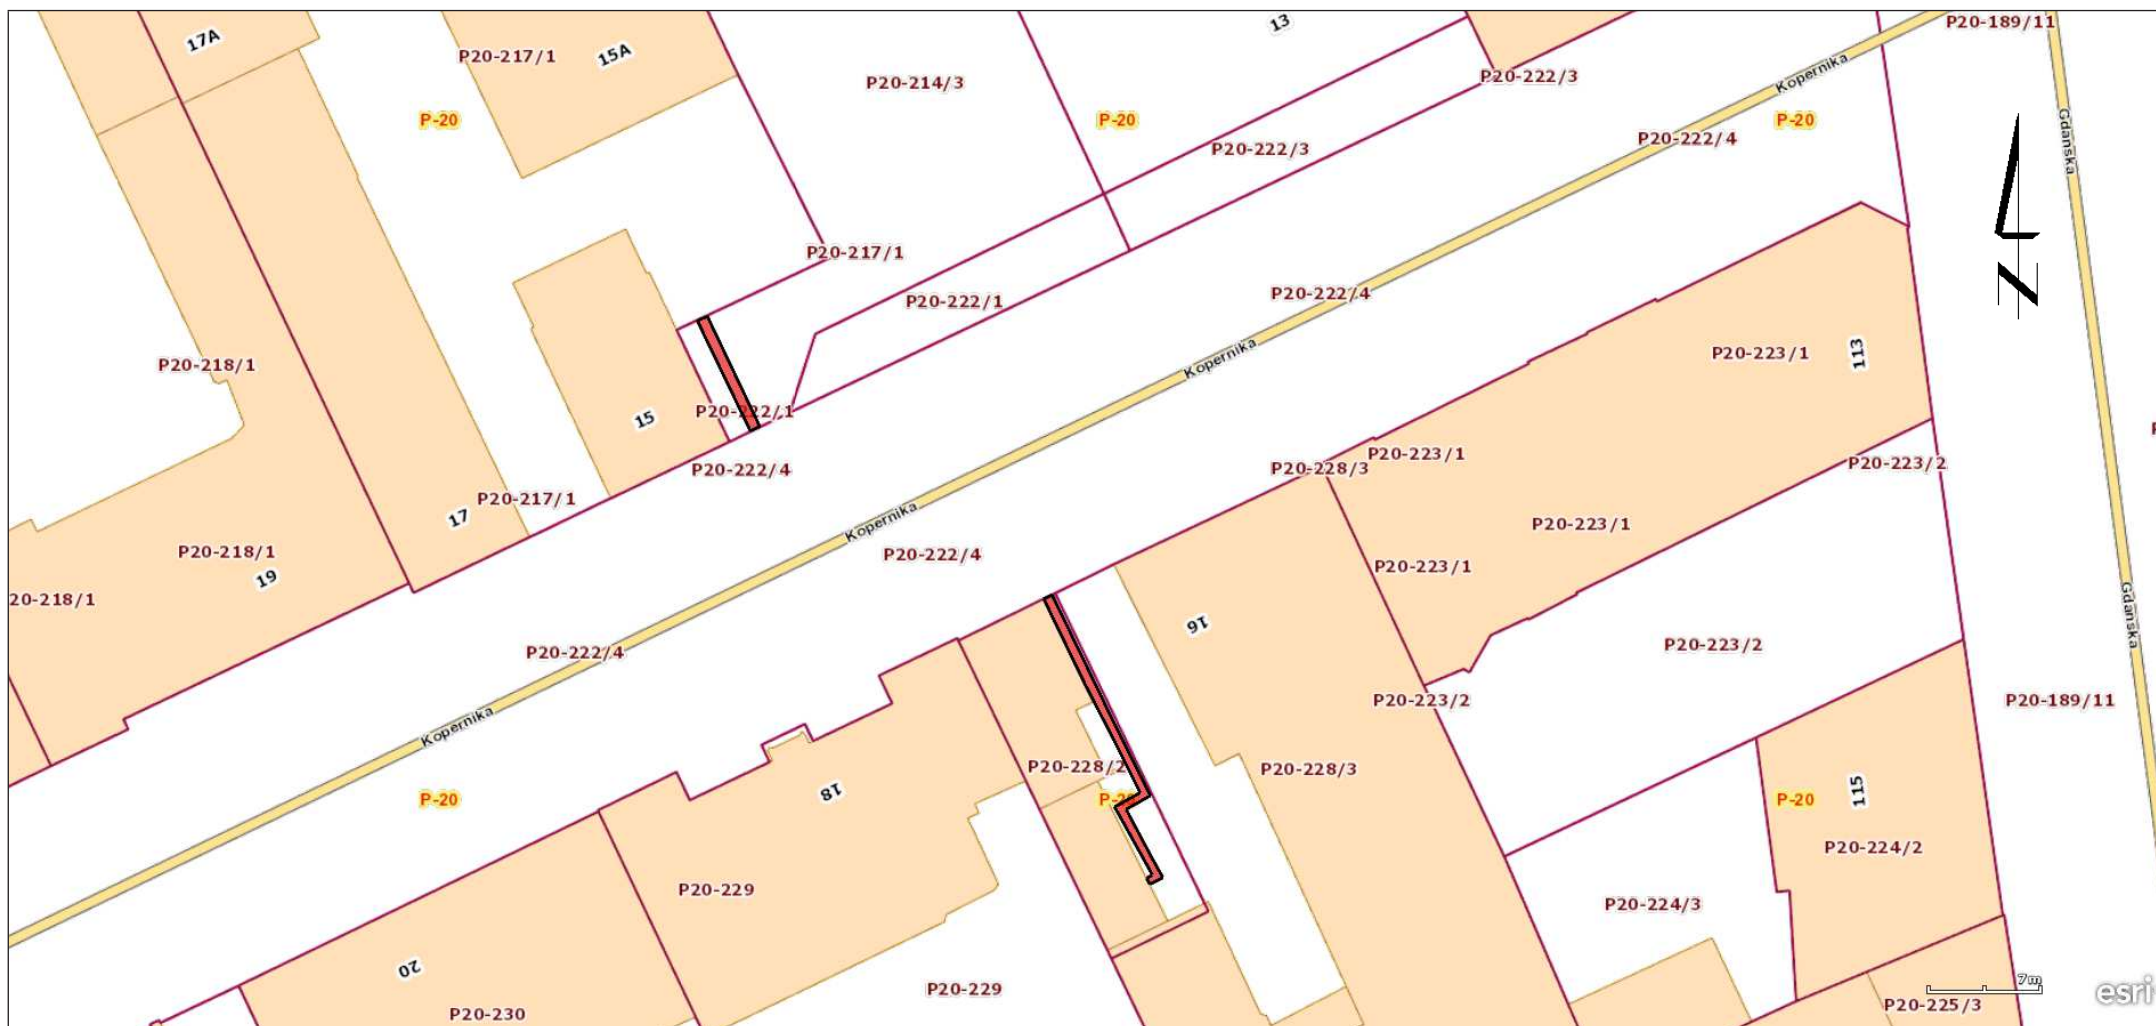 P20-189/11
13
17A
15A
P20-217/1
P20-222/3
Kopernika
P20-214/3
P-20
P-20
P-20
P20-222/4
Gdanska
P20-222/3
P20-217/1
P20-222/4
P20-222/1
N
P20-223/1
113
Kopernika
P20-218/1
P20-222/1
15
P20-223/1
P20-223/2
P20-228/3
P20-222/4
P20-217/1
17
Kopernika
P20-223/1
P20-218/1
P20-222/4
P20-223/1
19
20-218/1
16
Gdanska
P20-222/4
P20-223/2
P20-223/2
P20-189/11
Kopernika
P20-228/2
P20-228/3
18
P-20
P-20
115
P20-224/2
P20-229
P20-224/3
20
7m
P20-229
esri
P20-225/3
P20-230